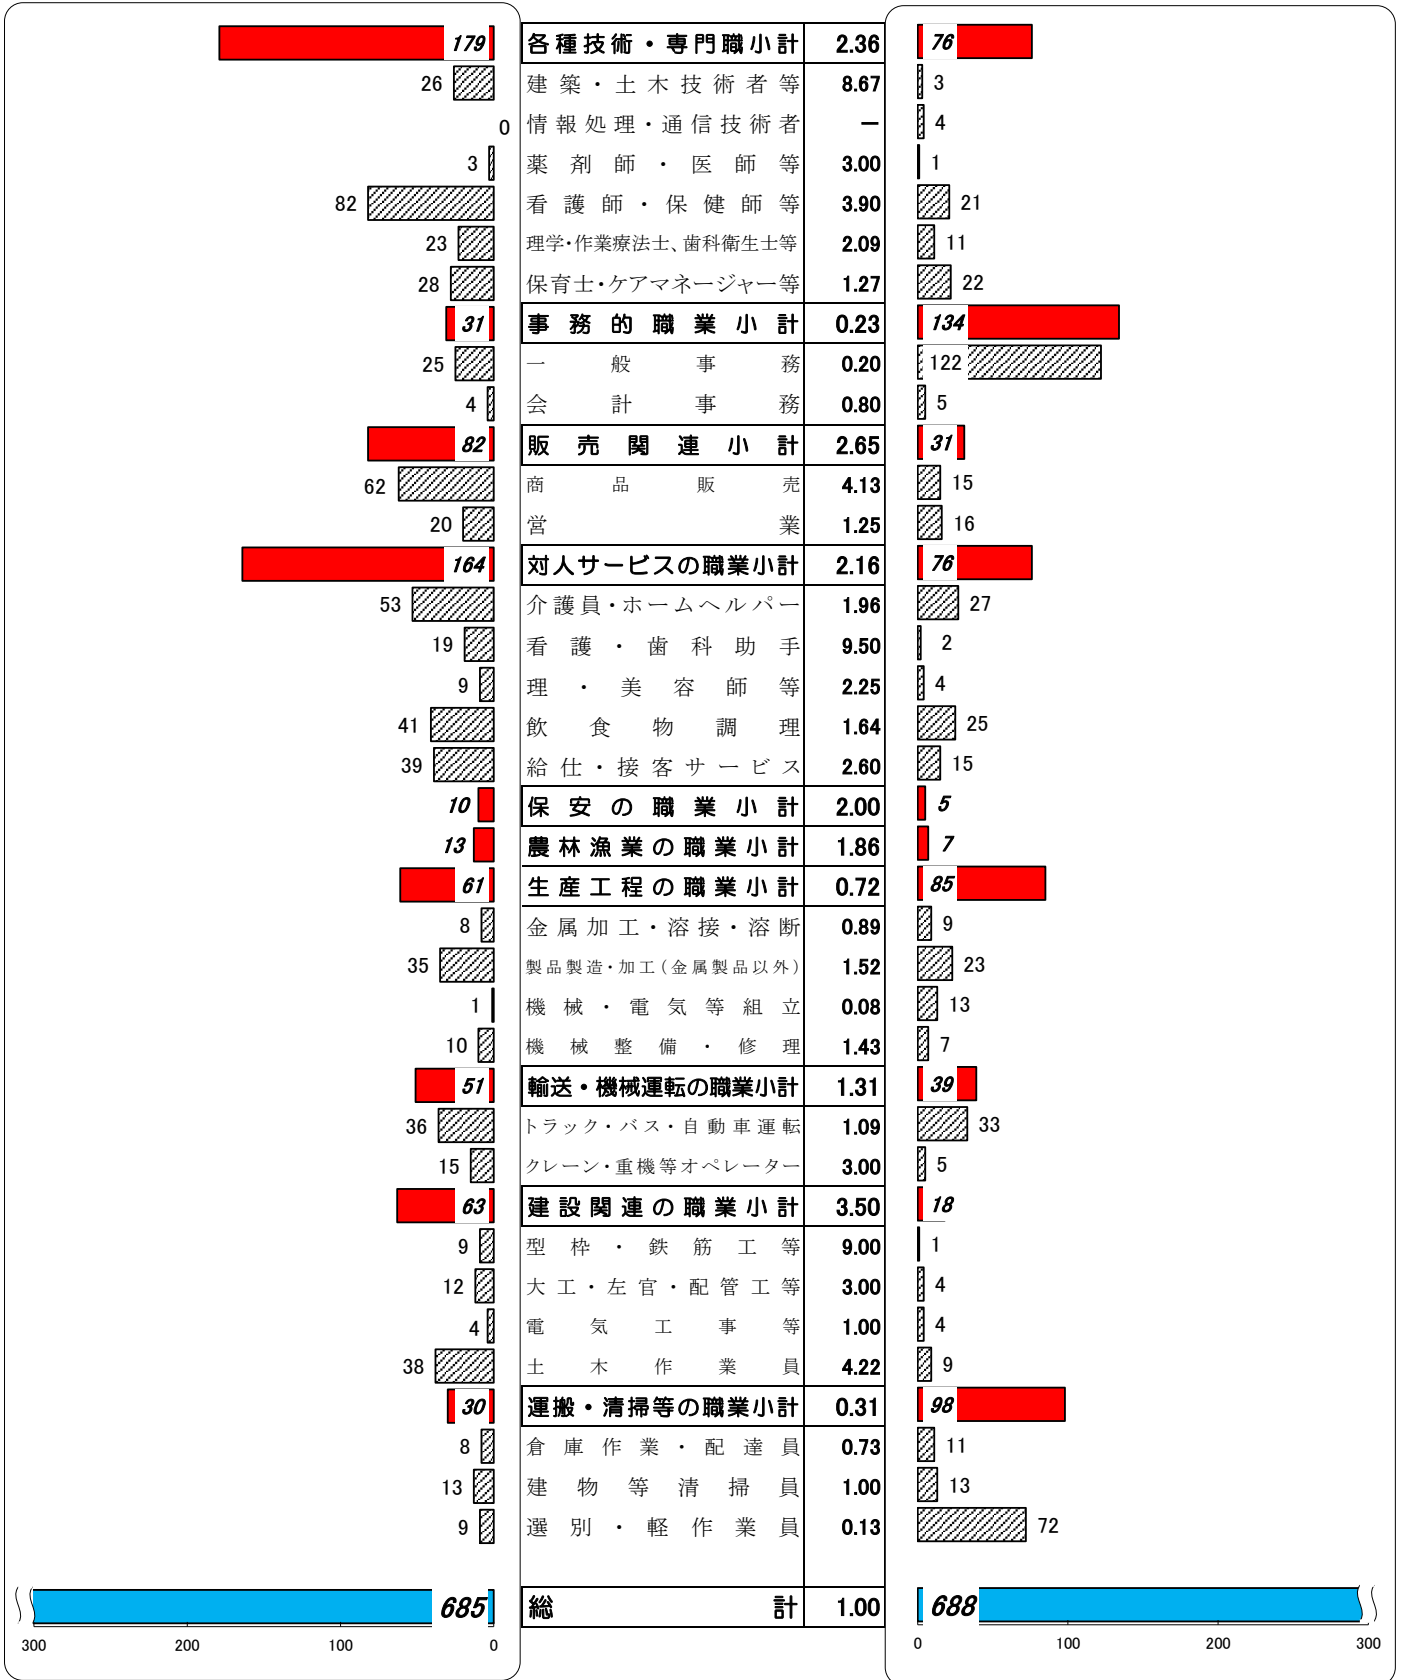 179 各種技術・専門職小計 2.36 76
26 建築・土木技術者等 8.67 3
0 情報処理・通信技術者 － 4
3 薬剤師・医師等 3.00 1
82 看護師・保健師等 3.90 21
23 理学・作業療法士、歯科衛生士等 2.09 11
28 保育士・ケアマネージャー等 1.27 22
31 事務的職業小計 0.23 134
25 一般事務 0.20 122
4 会計事務 0.80 5
82 販売関連小計 2.65 31
62 商品販売 4.13 15
20 営業 1.25 16
164 対人サービスの職業小計 2.16 76
53 介護員・ホームヘルパー 1.96 27
19 看護・歯科助手 9.50 2
9 理・美容師等 2.25 4
41 飲食物調理 1.64 25
39 給仕・接客サービス 2.60 15
10 保安の職業小計 2.00 5
13 農林漁業の職業小計 1.86 7
61 生産工程の職業小計 0.72 85
8 金属加工・溶接・溶断 0.89 9
35 製品製造・加工（金属製品以外） 1.52 23
1 機械・電気等組立 0.08 13
10 機械整備・修理 1.43 7
51 輸送・機械運転の職業小計 1.31 39
36 トラック・バス・自動車運転 1.09 33
15 クレーン・重機等オペレーター 3.00 5
63 建設関連の職業小計 3.50 18
9 型枠・鉄筋工等 9.00 1
12 大工・左官・配管工等 3.00 4
4 電気工事等 1.00 4
38 土木作業員 4.22 9
30 運搬・清掃等の職業小計 0.31 98
8 倉庫作業・配達員 0.73 11
13 建物等清掃員 1.00 13
9 選別・軽作業員 0.13 72
685 総計 1.00 688
300 200 100 0 0 100 200 300